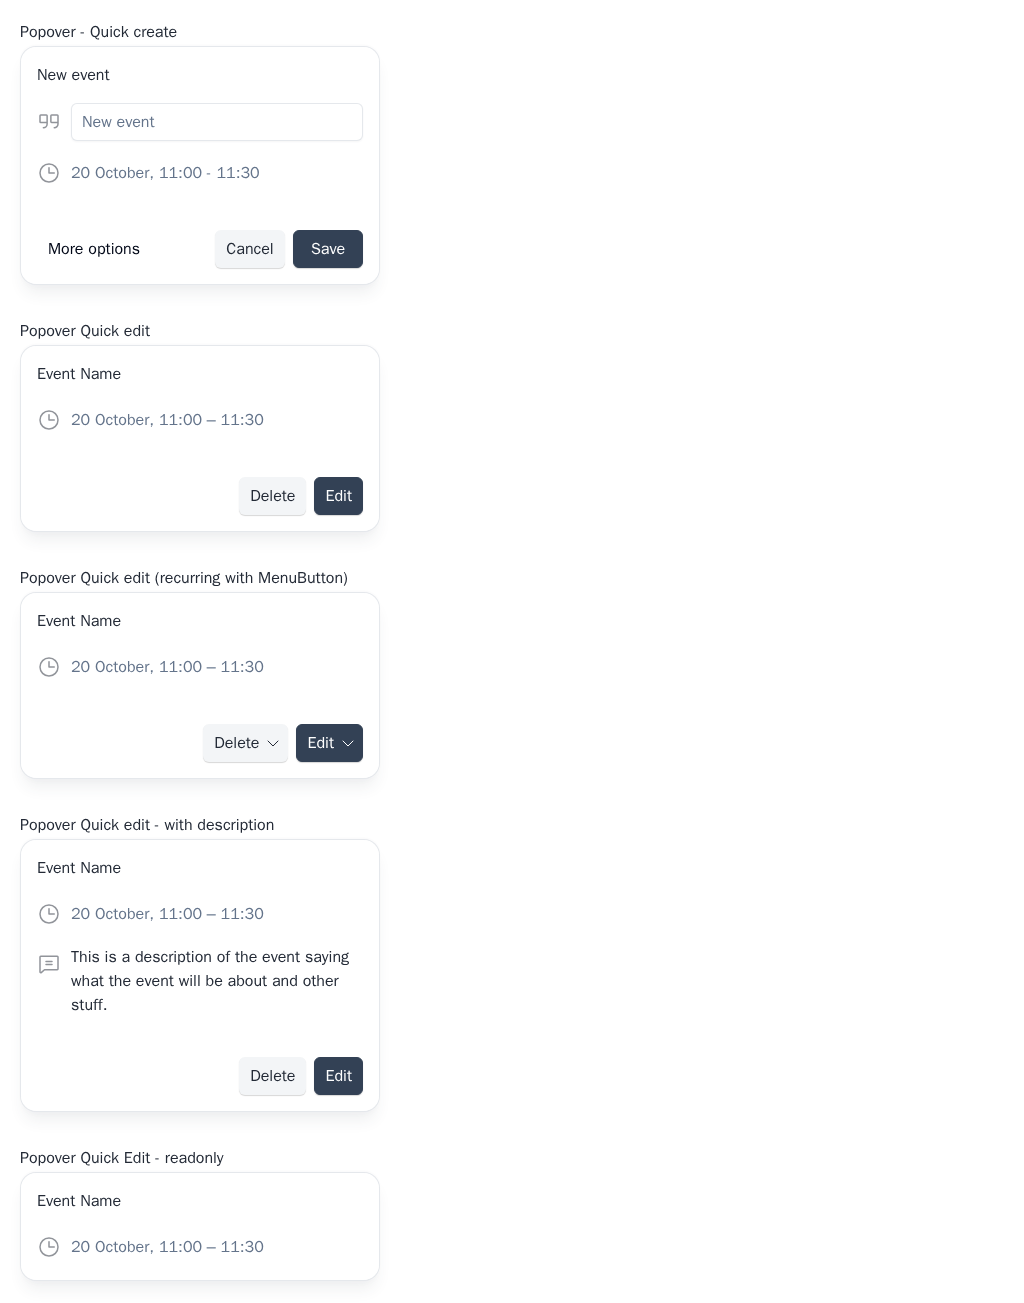 Popover - Quick create
New event
New event
20 October, 11:00 - 11:30
More options
Cancel
Save
Popover Quick edit
Event Name
20 October, 11:00 – 11:30
Delete
Edit
Popover Quick edit (recurring with MenuButton)
Event Name
20 October, 11:00 – 11:30
Delete
Edit
Popover Quick edit - with description
Event Name
20 October, 11:00 – 11:30
This is a description of the event saying
what the event will be about and other
stuff.
Delete
Edit
Popover Quick Edit - readonly
Event Name
20 October, 11:00 – 11:30